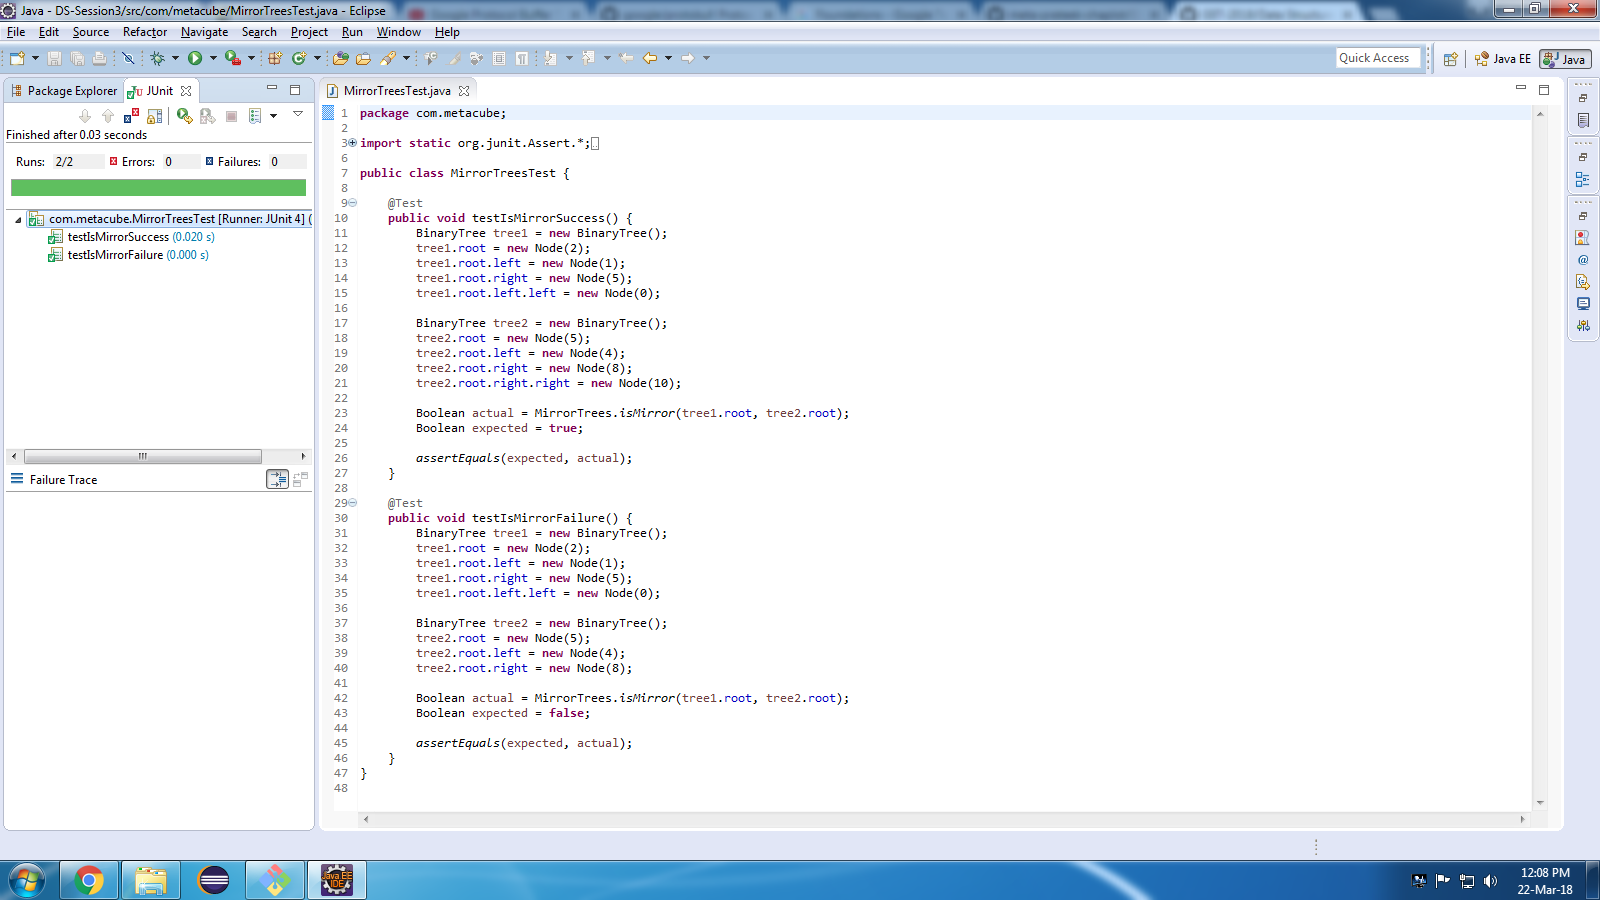 Java - DS-Session3/src/com/metacube/MirrorTreesTest.java - Eclipse
File Edit Source Refactor Navigate Search Project Run Window Help
Quick Access
Java EE
Java
Package Explorer
JUnit
Finished after 0.03 seconds
Runs: 2/2 Errors: 0 Failures: 0
com.metacube.MirrorTreesTest [Runner: JUnit 4] (
testIsMirrorSuccess (0.020 s)
testIsMirrorFailure (0.000 s)
Failure Trace
MirrorTreesTest.java
1 package com.metacube;
2
3 import static org.junit.Assert.*;
6
7 public class MirrorTreesTest {
8
9 @Test
10 public void testIsMirrorSuccess() {
11 BinaryTree tree1 = new BinaryTree();
12 tree1.root = new Node(2);
13 tree1.root.left = new Node(1);
14 tree1.root.right = new Node(5);
15 tree1.root.left.left = new Node(0);
16
17 BinaryTree tree2 = new BinaryTree();
18 tree2.root = new Node(5);
19 tree2.root.left = new Node(4);
20 tree2.root.right = new Node(8);
21 tree2.root.right.right = new Node(10);
22
23 Boolean actual = MirrorTrees.isMirror(tree1.root, tree2.root);
24 Boolean expected = true;
25
26 assertEquals(expected, actual);
27 }
28
29 @Test
30 public void testIsMirrorFailure() {
31 BinaryTree tree1 = new BinaryTree();
32 tree1.root = new Node(2);
33 tree1.root.left = new Node(1);
34 tree1.root.right = new Node(5);
35 tree1.root.left.left = new Node(0);
36
37 BinaryTree tree2 = new BinaryTree();
38 tree2.root = new Node(5);
39 tree2.root.left = new Node(4);
40 tree2.root.right = new Node(8);
41
42 Boolean actual = MirrorTrees.isMirror(tree1.root, tree2.root);
43 Boolean expected = false;
44
45 assertEquals(expected, actual);
46 }
47 }
48
Java EE
IDE
12:08 PM
22-Mar-18